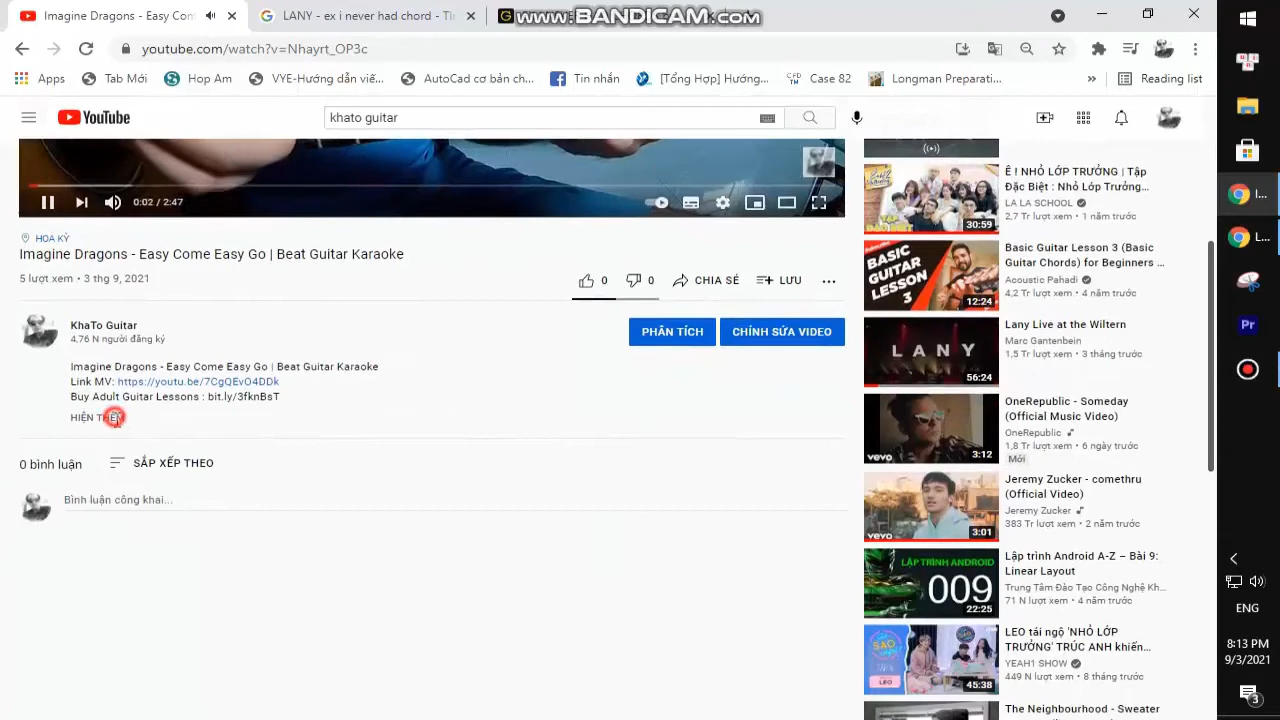 Imagine Dragons - Easy Com
LANY - ex i never had chord - Th
G
www.BANDICAM.com
youtube.com/watch?v=Nhayrt_OP3c
Apps
Tab Mới
Hop Am
VYE-Hướng dẫn viế...
AutoCad cơ bản ch...
Tin nhắn
[Tổng Hợp] Hướng...
Case 82
Longman Preparati...
»
Reading list
YouTube
khato guitar
0:02 / 2:47
HOA KỲ
Imagine Dragons - Easy Come Easy Go | Beat Guitar Karaoke
5 lượt xem • 3 thg 9, 2021
0
0
CHIA SẺ
LƯU
KhaTo Guitar
4,76 N người đăng ký
PHÂN TÍCH
CHỈNH SỬA VIDEO
Imagine Dragons - Easy Come Easy Go | Beat Guitar Karaoke
Link MV: https://youtu.be/7CgQEvO4DDk
Buy Adult Guitar Lessons : bit.ly/3fknBsT
HIỆN THÊM
0 bình luận
SẮP XẾP THEO
Bình luận công khai...
Ê ! NHỎ LỚP TRƯỞNG | Tập
Đặc Biệt : Nhỏ Lớp Trưởng...
LA LA SCHOOL
2,7 Tr lượt xem • 1 năm trước
30:59
BASIC
GUITAR
LESSON
3
12:24
Basic Guitar Lesson 3 (Basic
Guitar Chords) for Beginners ...
Acoustic Pahadi
4,2 Tr lượt xem • 4 năm trước
LANY
56:24
Lany Live at the Wiltern
Marc Gantenbein
1,5 Tr lượt xem • 3 tháng trước
vevo
3:12
OneRepublic - Someday
(Official Music Video)
OneRepublic
1,8 Tr lượt xem • 6 ngày trước
Mới
vevo
3:01
Jeremy Zucker - comethru
(Official Video)
Jeremy Zucker
383 Tr lượt xem • 2 năm trước
LẬP TRÌNH ANDROID
009
22:25
Lập trình Android A-Z – Bài 9:
Linear Layout
Trung Tâm Đào Tạo Công Nghệ Kh...
71 N lượt xem • 4 năm trước
LEO
45:38
LEO tái ngộ 'NHỎ LỚP
TRƯỞNG' TRÚC ANH khiến...
YEAH1 SHOW
449 N lượt xem • 8 tháng trước
The Neighbourhood - Sweater
I...
L...
Pr
ENG
8:13 PM
9/3/2021
3